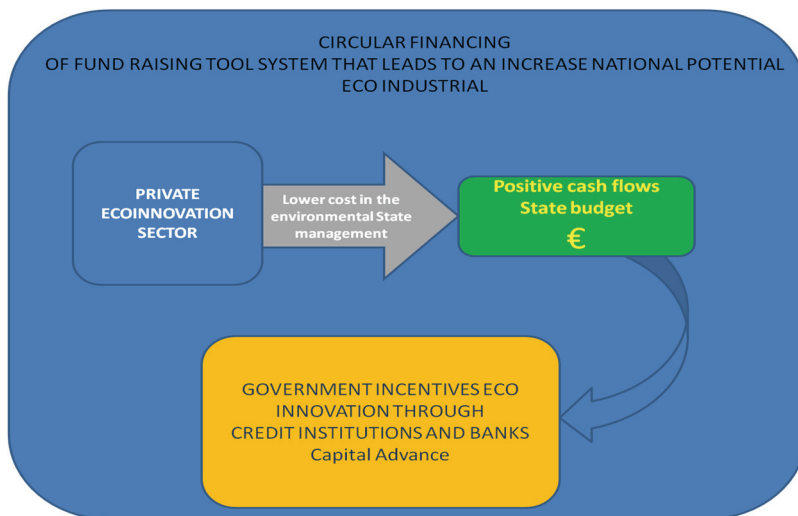 CIRCULAR FINANCING
OF FUND RAISING TOOL SYSTEM THAT LEADS TO AN INCREASE NATIONAL POTENTIAL
ECO INDUSTRIAL
PRIVATE
ECOINNOVATION
SECTOR
Lower cost in the
environmental State
management
Positive cash flows
State budget
€
GOVERNMENT INCENTIVES ECO
INNOVATION THROUGH
CREDIT INSTITUTIONS AND BANKS
Capital Advance